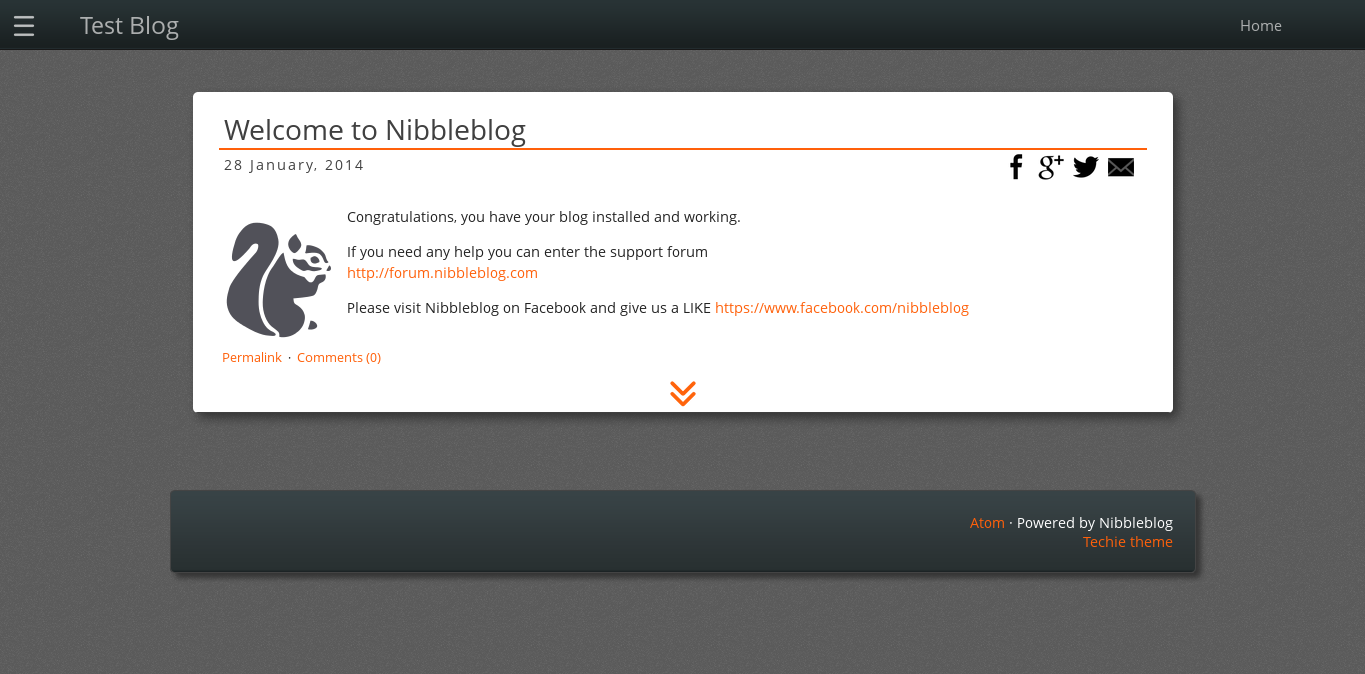 Test Blog
Home
Welcome to Nibbleblog
28 January, 2014
Congratulations, you have your blog installed and working.
If you need any help you can enter the support forum
http://forum.nibbleblog.com
Please visit Nibbleblog on Facebook and give us a LIKE https://www.facebook.com/nibbleblog
Permalink · Comments (0)
Atom · Powered by Nibbleblog
Techie theme